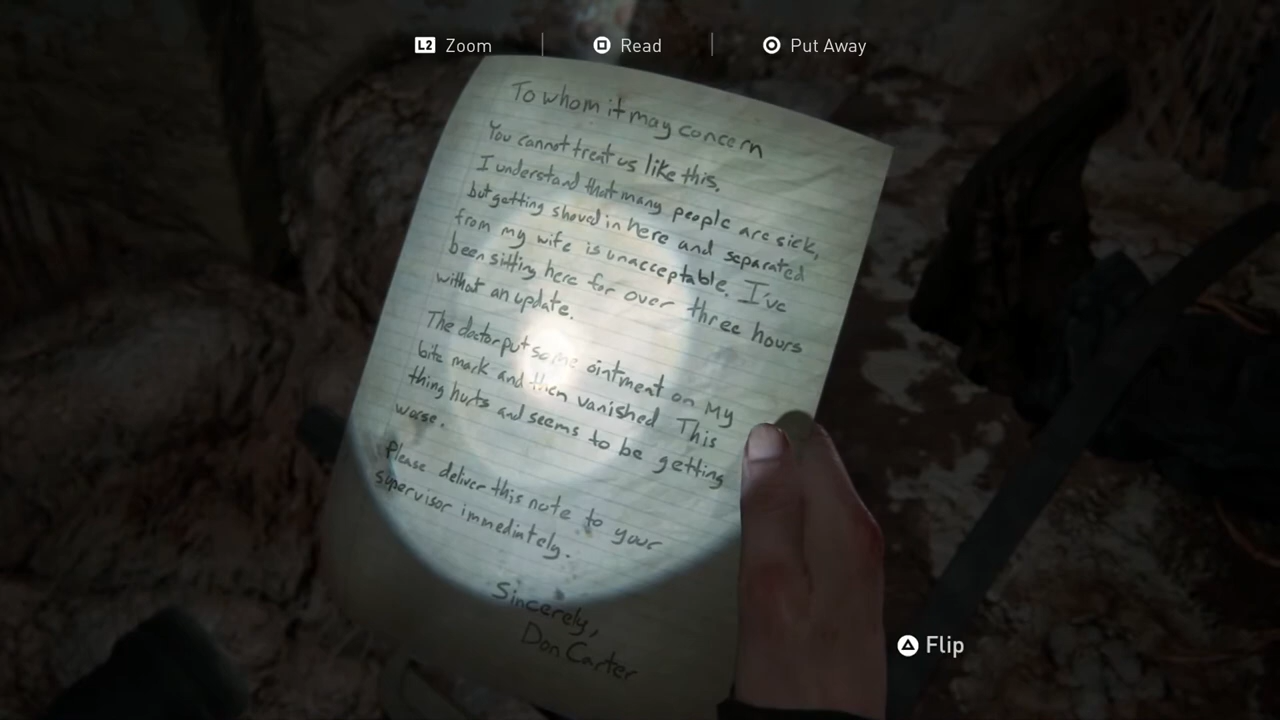 L2 Zoom | Read | Put Away
To whom it may concern
You cannot treat us like this.
I understand that many people are sick,
but getting shoved in here and separated
from my wife is unacceptable. I've
been sitting here for over three hours
without an update.
The doctor put some ointment on My
bite mark and then vanished This
thing hurts and seems to be getting
worse.
Please deliver this note to your
supervisor immediately.
Sincerely,
Don Carter
Flip